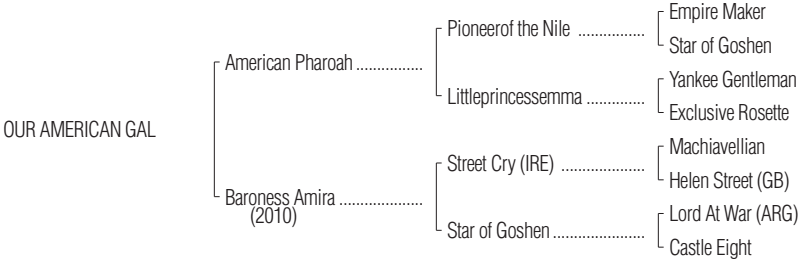 OUR AMERICAN GAL
American Pharoah ................
Baroness Amira ....................
(2010)
Pioneerof the Nile ................
Littleprincessemma ..............
Street Cry (IRE) ....................
Star of Goshen ......................
Empire Maker
Star of Goshen
Yankee Gentleman
Exclusive Rosette
Machiavellian
Helen Street (GB)
Lord At War (ARG)
Castle Eight